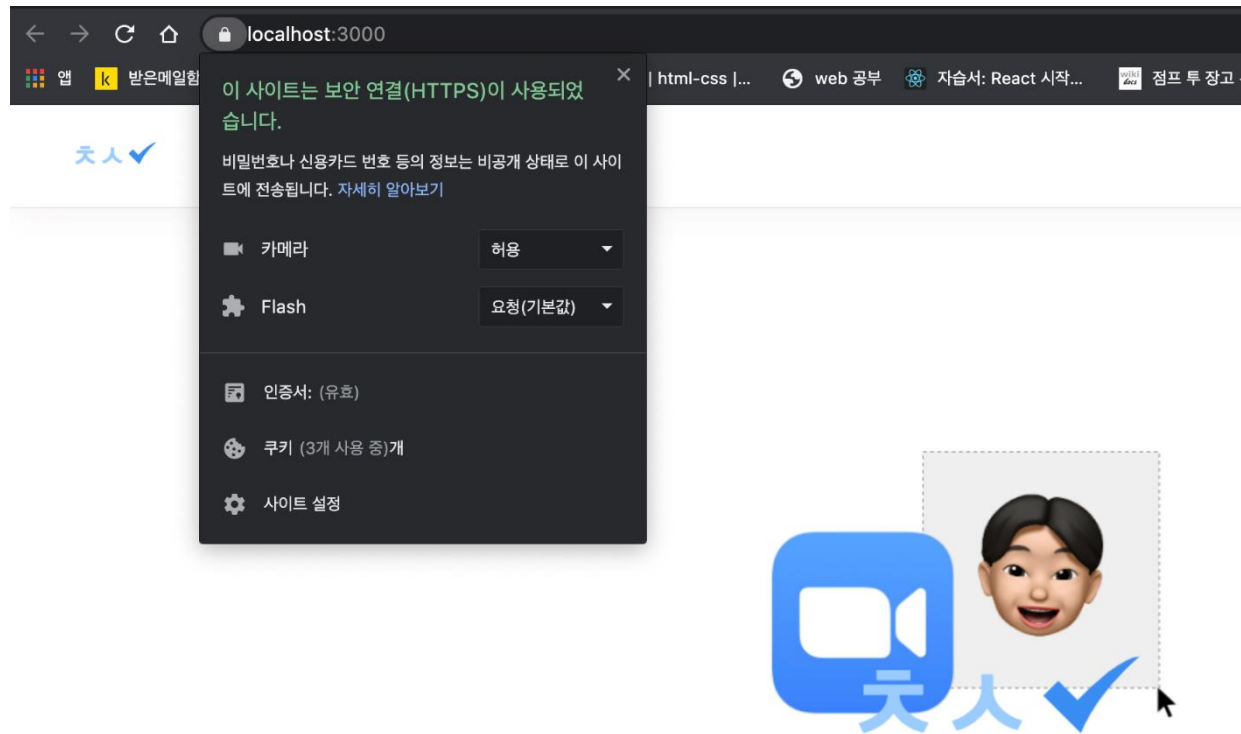 localhost:3000
앱 받은메일함 | html-css |... web 공부 자습서: React 시작... wiki docs 점프 투 장고
이 사이트는 보안 연결(HTTPS)이 사용되었
습니다.
ㅊㅅ
비밀번호나 신용카드 번호 등의 정보는 비공개 상태로 이 사이
트에 전송됩니다. 자세히 알아보기
카메라 허용
Flash 요청(기본값)
인증서: (유효)
쿠키 (3개 사용 중)개
사이트 설정
ㅊㅅ